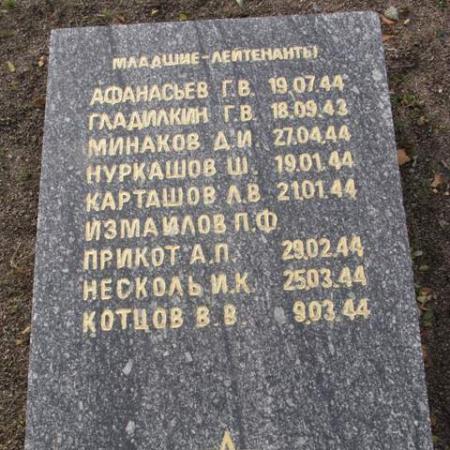 МЛАДШИЕ-ЛЕЙТЕНАНТЫ
АФАНАСЬЕВ Г.В. 19.07.44
ГЛАДИЛКИН Г.В. 18.09.43
МИНАКОВ Д.И. 27.04.44
НУРКАШОВ Ш. 19.01.44
КАРТАШОВ Л.В. 21.01.44
ИЗМАИЛОВ П.Ф
ПРИКОТ А.П. 29.02.44
НЕСКОЛЬ И.К. 25.03.44
КОТЦОВ В.В. 9.03.44